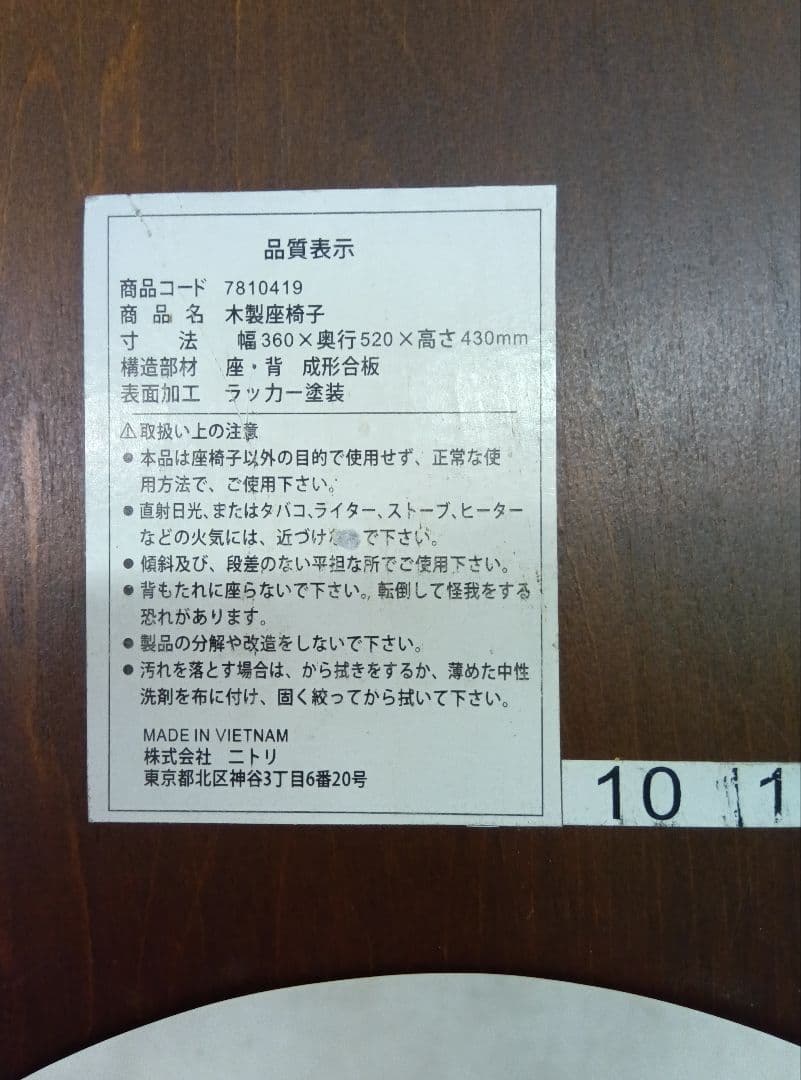 品質表示
商品コード 7810419
商品名 木製座椅子
寸法 幅360×奥行520×高さ430mm
構造部材 座・背 成形合板
表面加工 ラッカー塗装
⚠取扱い上の注意
●本品は座椅子以外の目的で使用せず、正常な使
用方法で、ご使用下さい。
●直射日光、またはタバコ、ライター、ストーブ、ヒーター
などの火気には、近づけ で下さい。
●傾斜及び、段差のない平担な所でご使用下さい。
●背もたれに座らないで下さい。転倒して怪我をする
恐れがあります。
●製品の分解や改造をしないで下さい。
●汚れを落とす場合は、から拭きをするか、薄めた中性
洗剤を布に付け、固く絞ってから拭いて下さい。
MADE IN VIETNAM
株式会社 ニトリ
東京都北区神谷3丁目6番20号
10 1